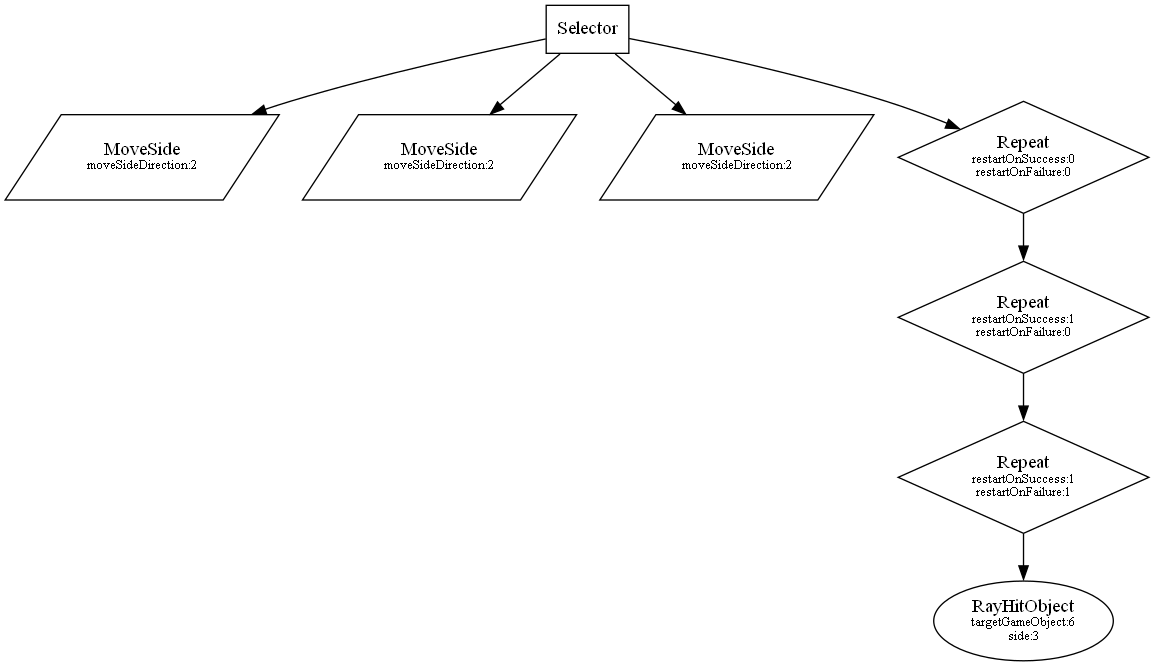 Selector
MoveSide
moveSideDirection:2
MoveSide
moveSideDirection:2
MoveSide
moveSideDirection:2
Repeat
restartOnSuccess:0
restartOnFailure:0
Repeat
restartOnSuccess:1
restartOnFailure:0
Repeat
restartOnSuccess:1
restartOnFailure:1
RayHitObject
targetGameObject:6
side:3